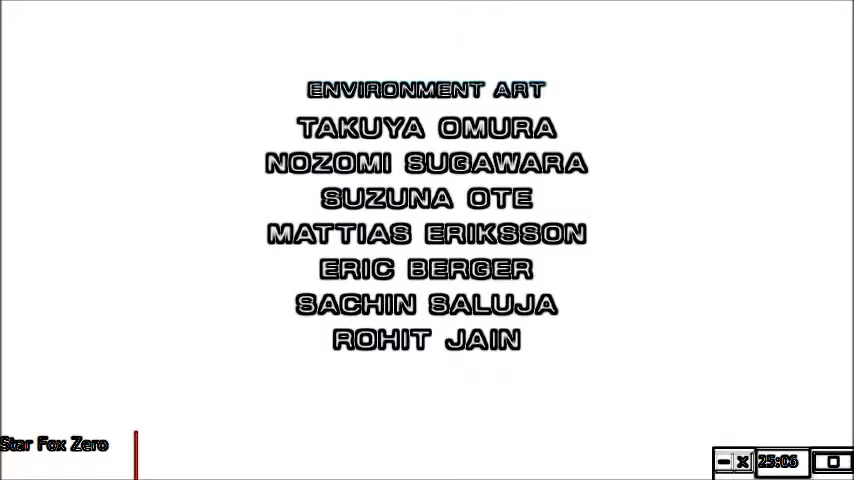 ENVIRONMENT ART
TAKUYA OMURA
NOZOMI SUGAWARA
SUZUNA OTE
MATTIAS ERIKSSON
ERIC BERGER
SACHIN SALUJA
ROHIT JAIN
Star Fox Zero
25:06